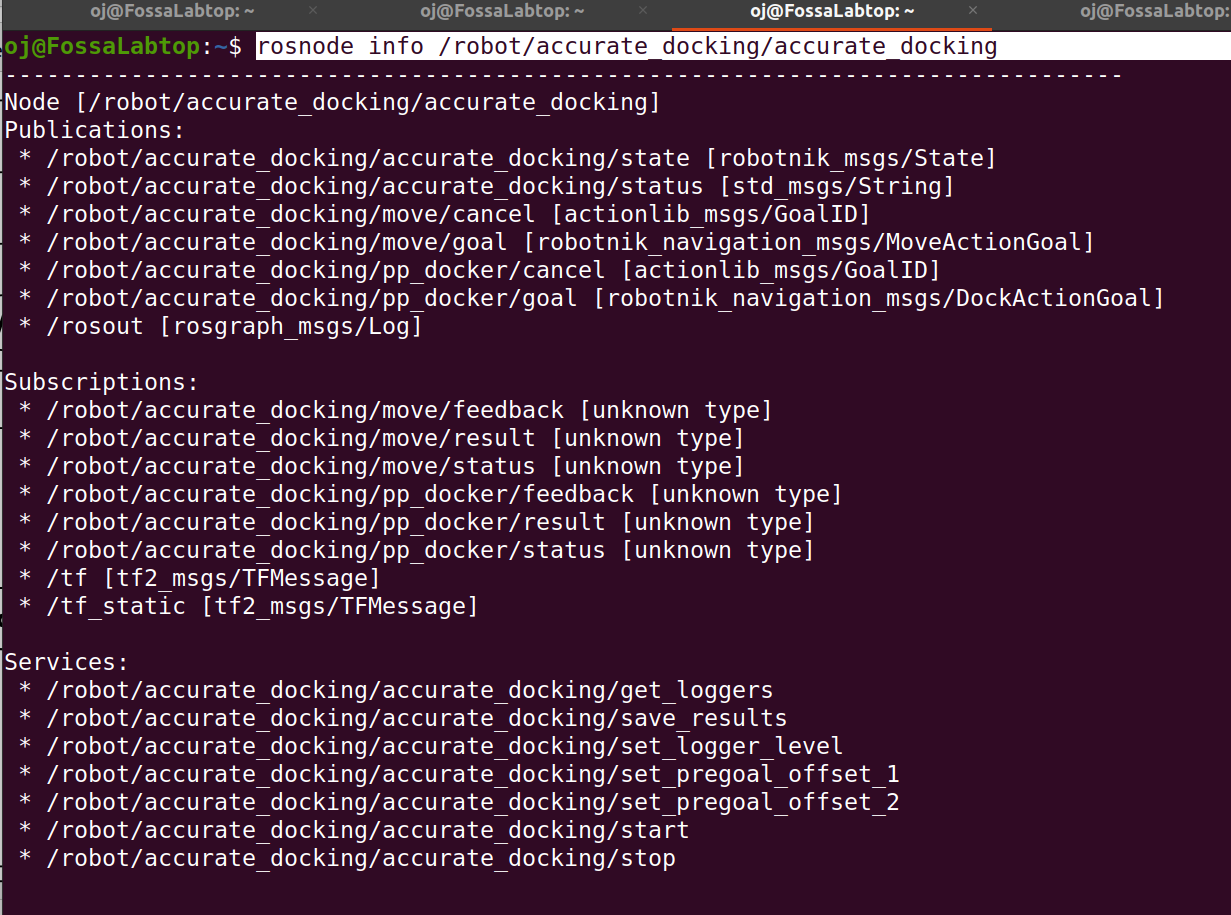 oj@FossaLabtop: ~ × oj@FossaLabtop: ~ × oj@FossaLabtop: ~ × oj@FossaLabtop:
oj@FossaLabtop:~$ rosnode info /robot/accurate_docking/accurate_docking
--------------------------------------------------------------------------------
Node [/robot/accurate_docking/accurate_docking]
Publications:
 * /robot/accurate_docking/accurate_docking/state [robotnik_msgs/State]
 * /robot/accurate_docking/accurate_docking/status [std_msgs/String]
 * /robot/accurate_docking/move/cancel [actionlib_msgs/GoalID]
 * /robot/accurate_docking/move/goal [robotnik_navigation_msgs/MoveActionGoal]
 * /robot/accurate_docking/pp_docker/cancel [actionlib_msgs/GoalID]
 * /robot/accurate_docking/pp_docker/goal [robotnik_navigation_msgs/DockActionGoal]
 * /rosout [rosgraph_msgs/Log]

Subscriptions:
 * /robot/accurate_docking/move/feedback [unknown type]
 * /robot/accurate_docking/move/result [unknown type]
 * /robot/accurate_docking/move/status [unknown type]
 * /robot/accurate_docking/pp_docker/feedback [unknown type]
 * /robot/accurate_docking/pp_docker/result [unknown type]
 * /robot/accurate_docking/pp_docker/status [unknown type]
 * /tf [tf2_msgs/TFMessage]
 * /tf_static [tf2_msgs/TFMessage]

Services:
 * /robot/accurate_docking/accurate_docking/get_loggers
 * /robot/accurate_docking/accurate_docking/save_results
 * /robot/accurate_docking/accurate_docking/set_logger_level
 * /robot/accurate_docking/accurate_docking/set_pregoal_offset_1
 * /robot/accurate_docking/accurate_docking/set_pregoal_offset_2
 * /robot/accurate_docking/accurate_docking/start
 * /robot/accurate_docking/accurate_docking/stop